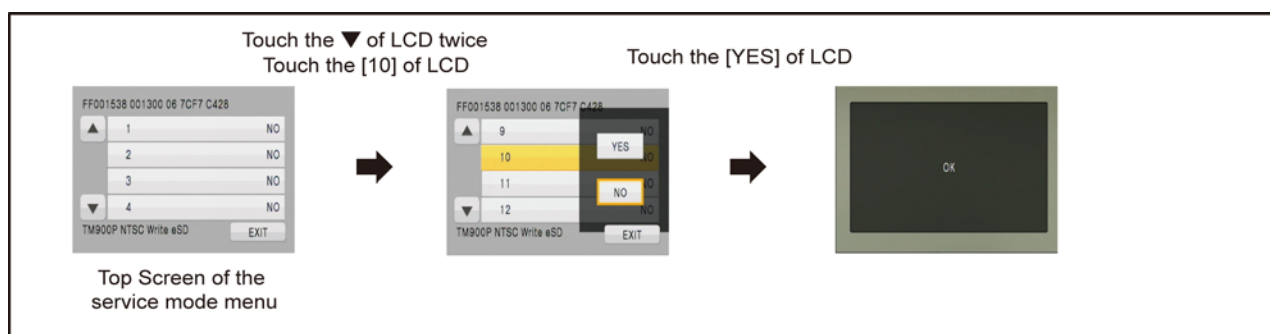 Touch the ▼ of LCD twice
Touch the [10] of LCD
Touch the [YES] of LCD
FF001538 001300 06 7CF7 C428
▲ 1 NO
2 NO
3 NO
▼ 4 NO
TM900P NTSC Write eSD EXIT
Top Screen of the
service mode menu
FF001538 001300 06 7CF7 C428
▲ 9 NO
YES
10 NO
11 NO
NO
▼ 12 NO
TM900P NTSC Write eSD EXIT
OK